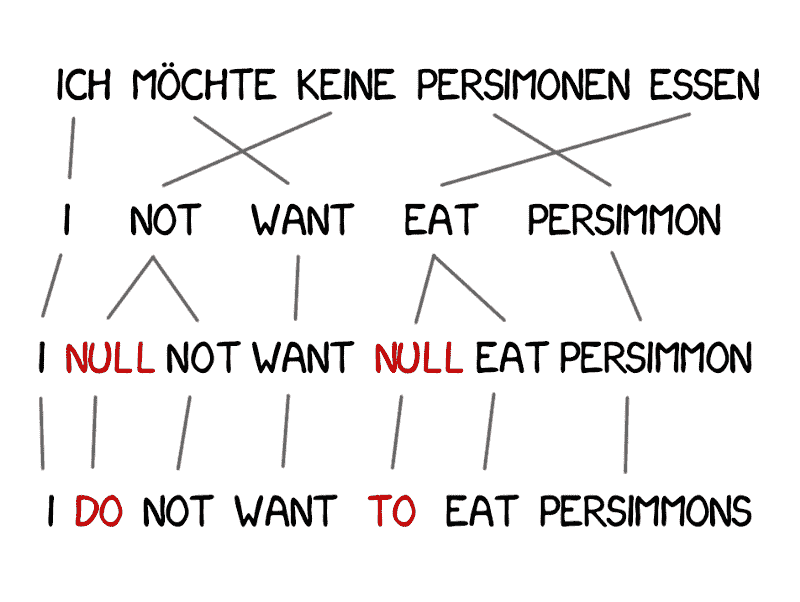 ICH MÖCHTE KEINE PERSIMONEN ESSEN
I NOT WANT EAT PERSIMMON
I NULL NOT WANT NULL EAT PERSIMMON
I DO NOT WANT TO EAT PERSIMMONS